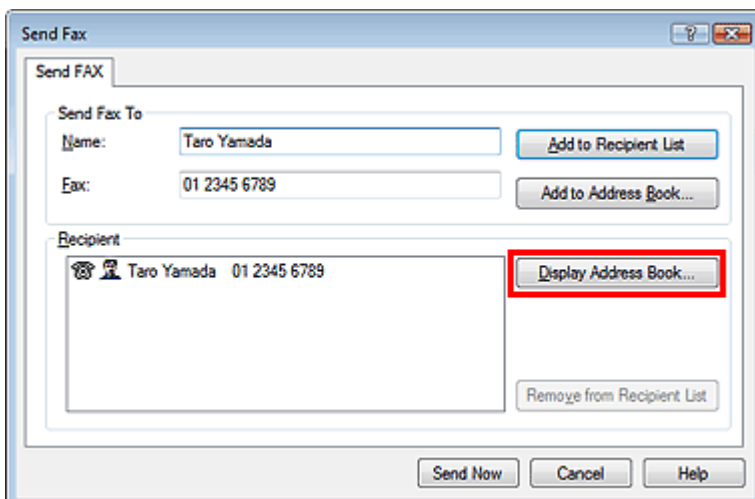 Send Fax
Send FAX
Send Fax To
Name: Taro Yamada Add to Recipient List
Fax: 01 2345 6789 Add to Address Book...
Recipient
Taro Yamada 01 2345 6789 Display Address Book...
Remove from Recipient List
Send Now Cancel Help